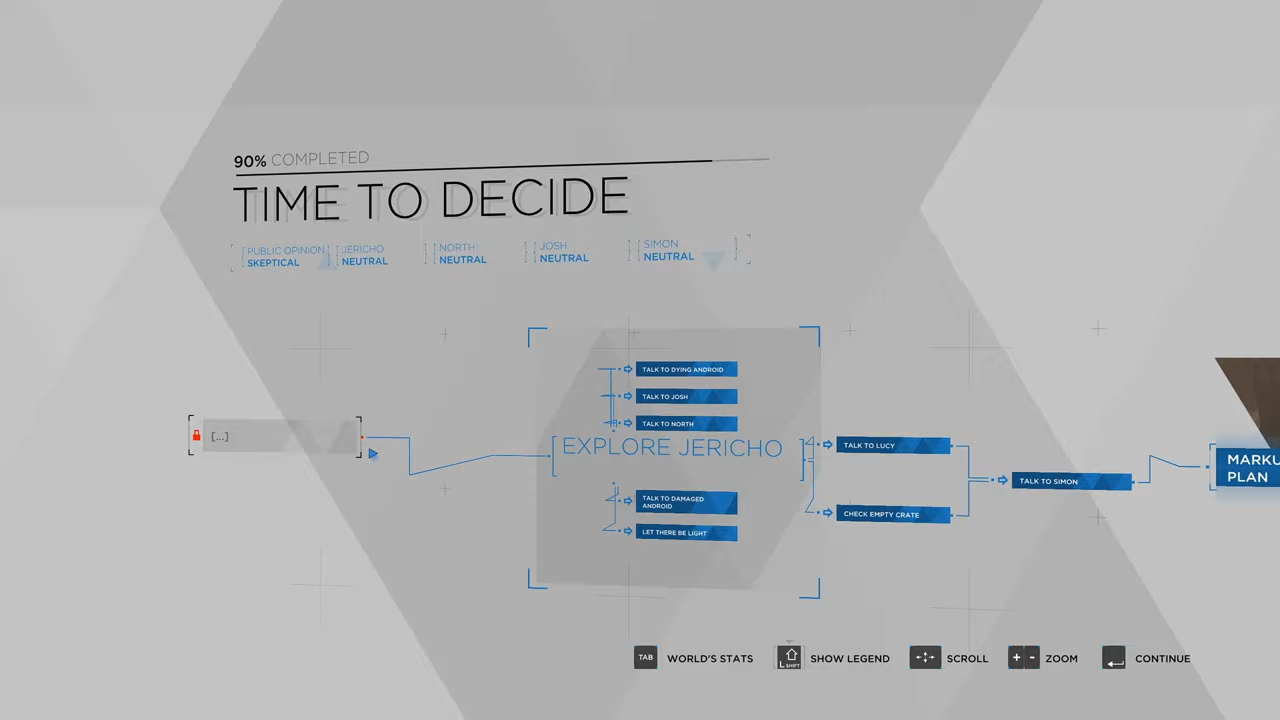 90% COMPLETED
TIME TO DECIDE
PUBLIC OPINION
SKEPTICAL
JERICHO
NEUTRAL
NORTH
NEUTRAL
JOSH
NEUTRAL
SIMON
NEUTRAL
TALK TO DYING ANDROID
TALK TO JOSH
TALK TO NORTH
[...]
EXPLORE JERICHO
TALK TO LUCY
TALK TO SIMON
MARKU
PLAN
TALK TO DAMAGED
ANDROID
CHECK EMPTY CRATE
LET THERE BE LIGHT
TAB WORLD'S STATS
L SHIFT SHOW LEGEND
SCROLL
+ - ZOOM
CONTINUE